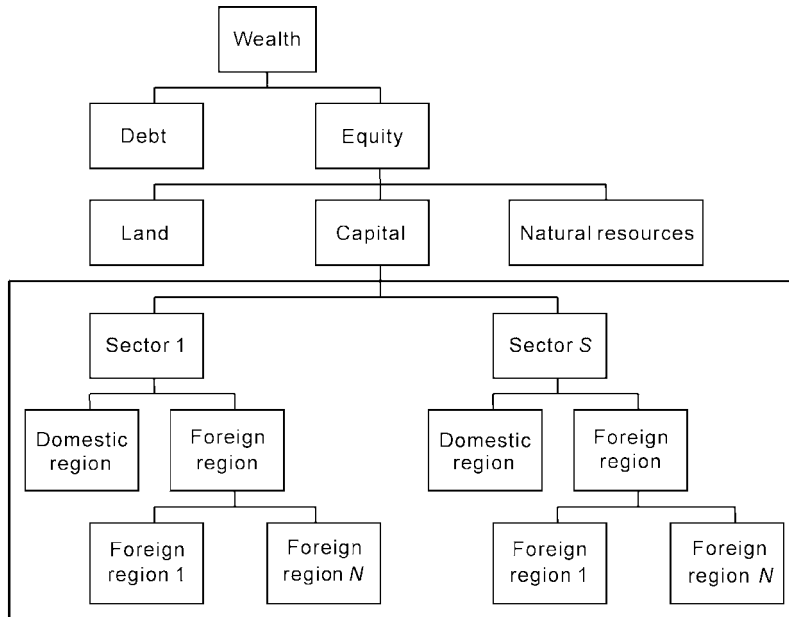 Wealth
Debt
Equity
Land
Capital
Natural resources
Sector 1
Sector S
Domestic
region
Foreign
region
Domestic
region
Foreign
region
Foreign
region 1
Foreign
region N
Foreign
region 1
Foreign
region N